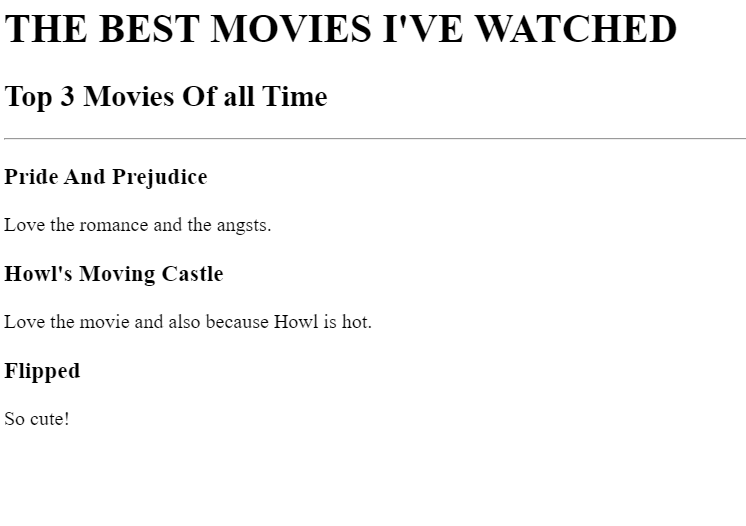 THE BEST MOVIES I'VE WATCHED
Top 3 Movies Of all Time
Pride And Prejudice
Love the romance and the angsts.
Howl's Moving Castle
Love the movie and also because Howl is hot.
Flipped
So cute!